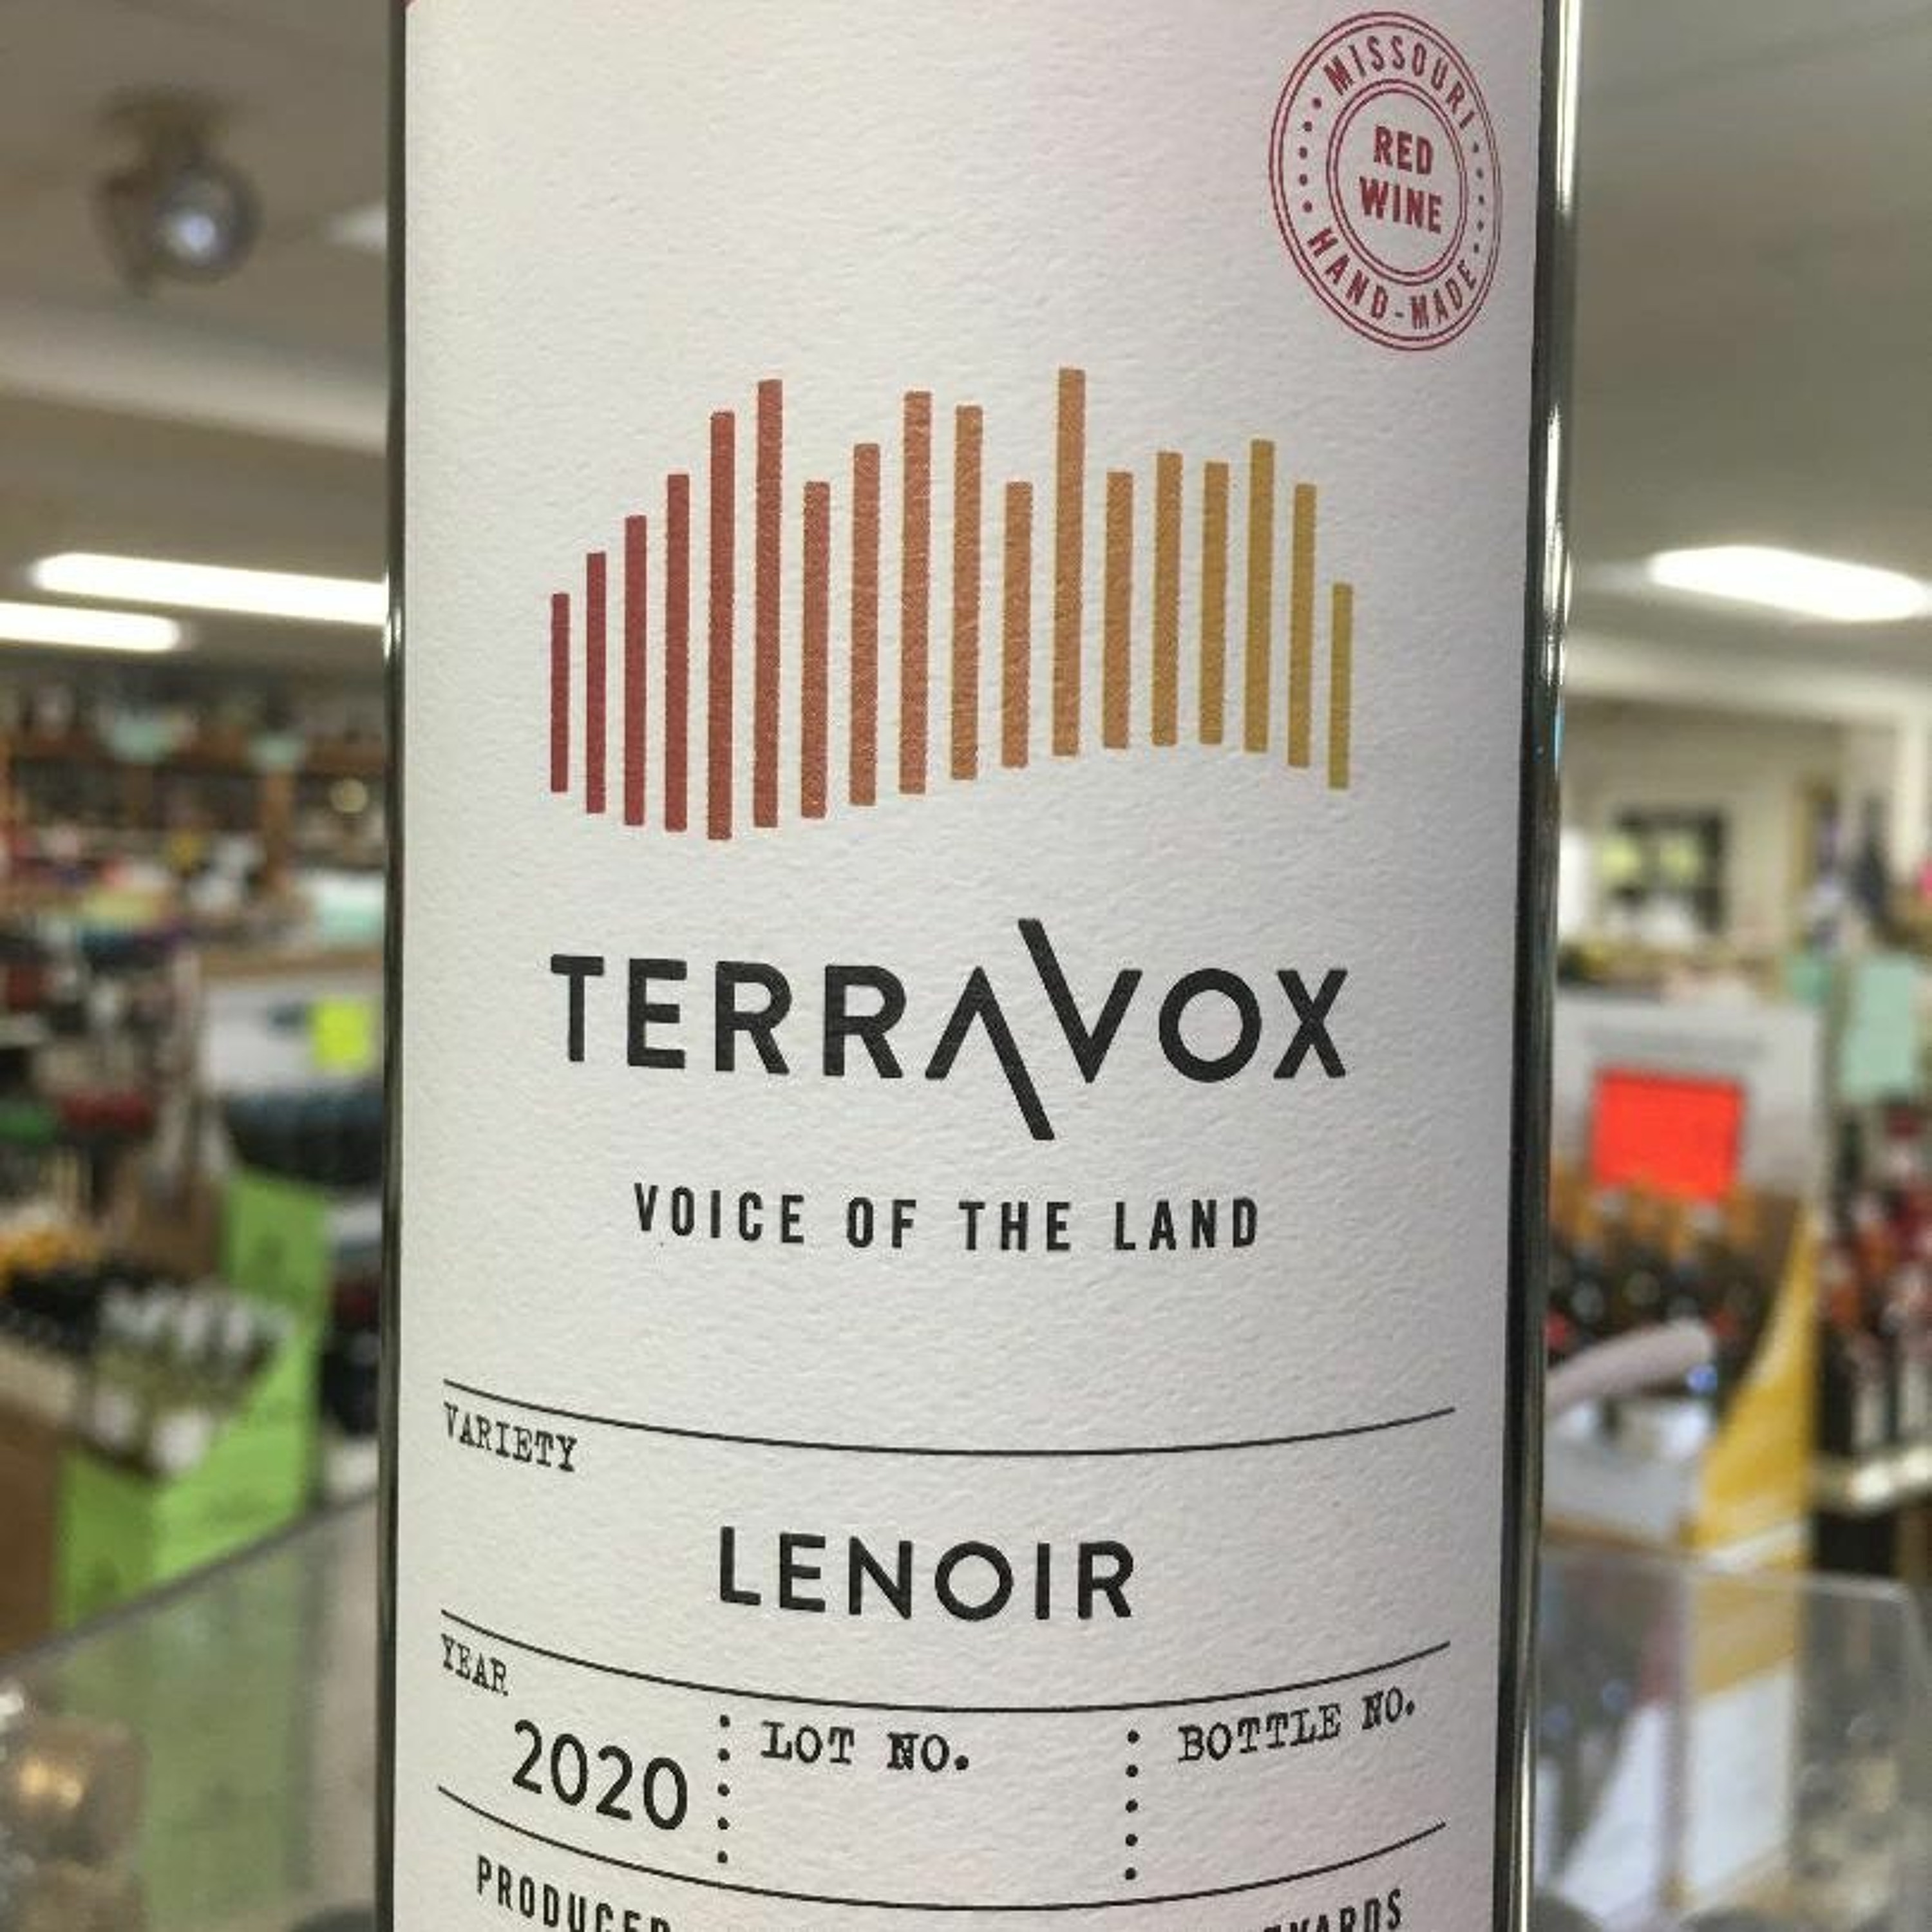 MISSOURI
RED
WINE
HAND-MADE
TERRAVOX
VOICE OF THE LAND
VARIETY
LENOIR
YEAR
2020
LOT NO.
BOTTLE NO.